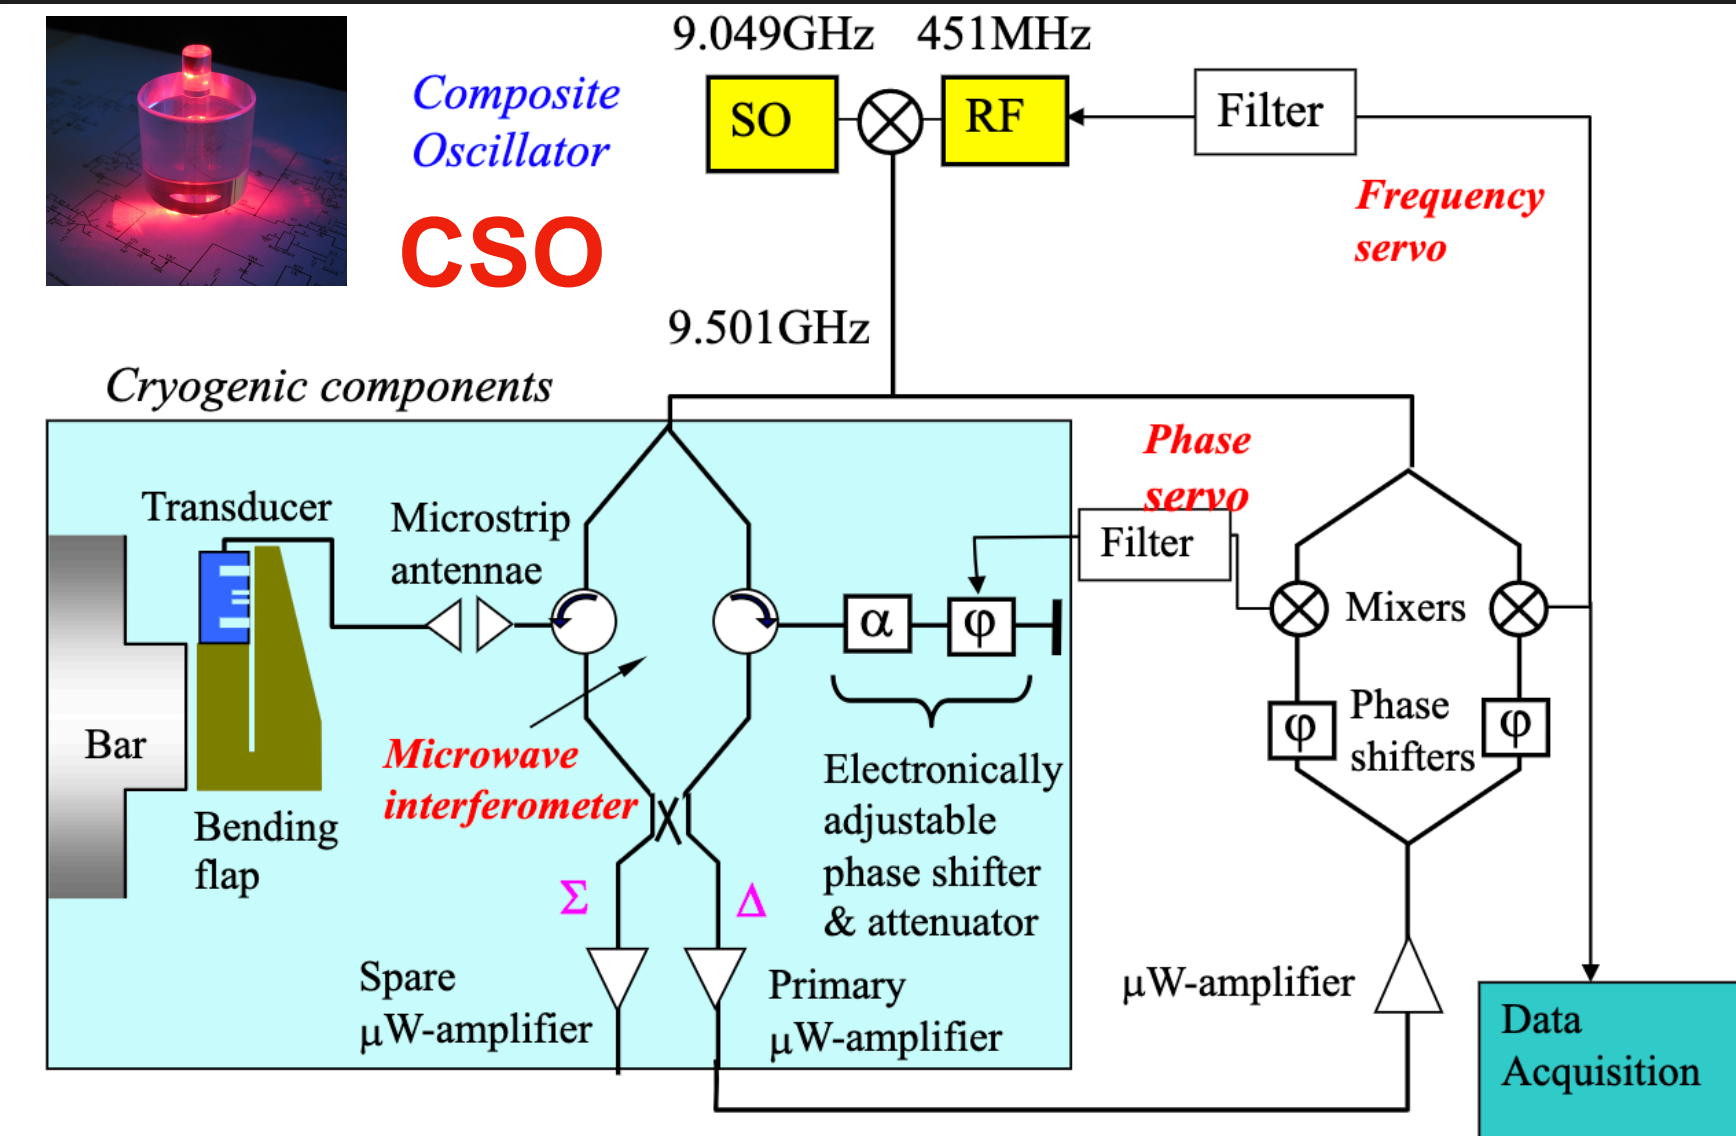 9.049GHz
451MHz
Composite
Oscillator
CSO
SO
RF
Filter
Frequency
servo
9.501GHz
Cryogenic components
Phase
servo
Filter
Transducer
Microstrip
antennae
α
φ
Mixers
Bar
Microwave
interferometer
φ
Phase
shifters
φ
Electronically
adjustable
phase shifter
& attenuator
Bending
flap
Σ
Δ
Spare
μW-amplifier
Primary
μW-amplifier
μW-amplifier
Data
Acquisition